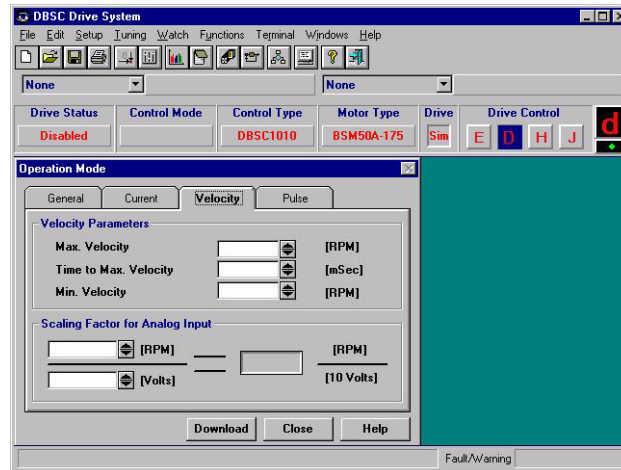 DBSC Drive System
File Edit Setup Tuning Watch Functions Terminal Windows Help
None None
Drive Status Control Mode Control Type Motor Type Drive Drive Control
Disabled DBSC1010 BSM50A-175 Sim E D H J d
Operation Mode
General Current Velocity Pulse
Velocity Parameters
Max. Velocity [RPM]
Time to Max. Velocity [mSec]
Min. Velocity [RPM]
Scaling Factor for Analog Input
[RPM] [RPM]
[Volts] [10 Volts]
Download Close Help
Fault/Warning